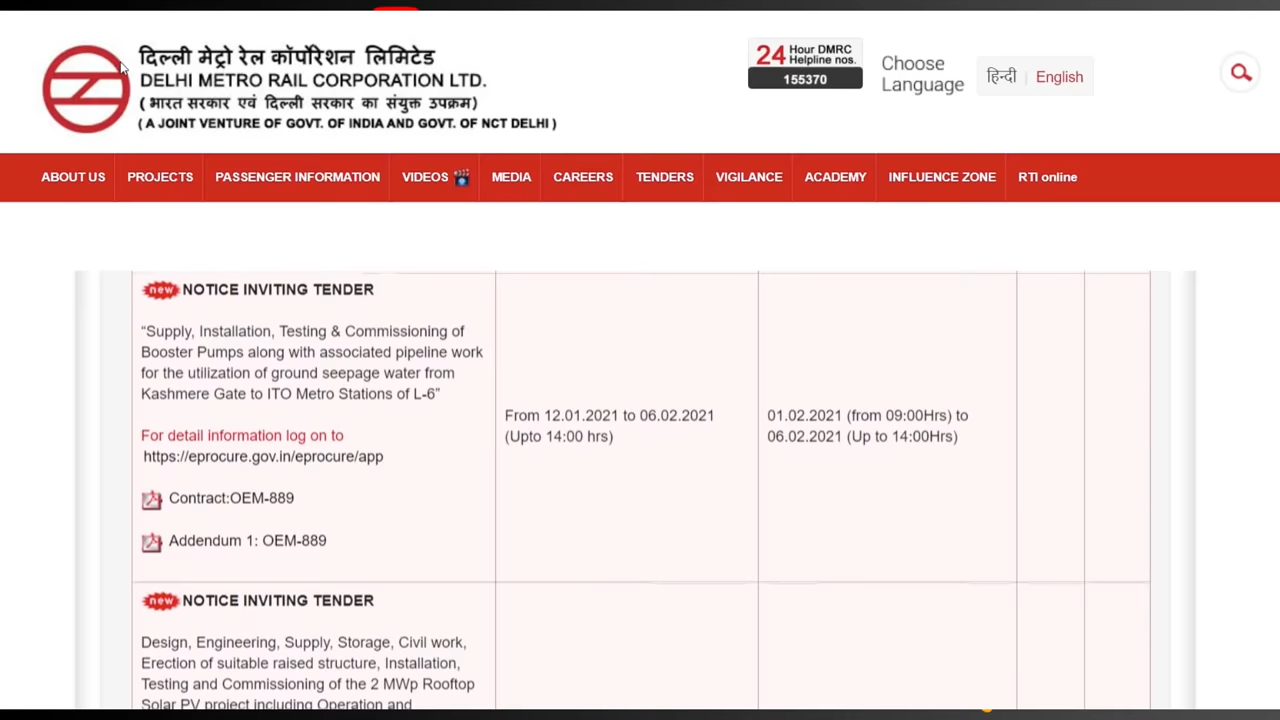 दिल्ली मेट्रो रेल कॉर्पोरेशन लिमिटेड
DELHI METRO RAIL CORPORATION LTD.
( भारत सरकार एवं दिल्ली सरकार का संयुक्त उपक्रम)
( A JOINT VENTURE OF GOVT. OF INDIA AND GOVT. OF NCT DELHI )
24 Hour DMRC Helpline nos.
155370
Choose Language
हिन्दी | English
ABOUT US PROJECTS PASSENGER INFORMATION VIDEOS MEDIA CAREERS TENDERS VIGILANCE ACADEMY INFLUENCE ZONE RTI online
new NOTICE INVITING TENDER
“Supply, Installation, Testing & Commissioning of
Booster Pumps along with associated pipeline work
for the utilization of ground seepage water from
Kashmere Gate to ITO Metro Stations of L-6”
For detail information log on to
https://eprocure.gov.in/eprocure/app
Contract:OEM-889
Addendum 1: OEM-889
From 12.01.2021 to 06.02.2021
(Upto 14:00 hrs)
01.02.2021 (from 09:00Hrs) to
06.02.2021 (Up to 14:00Hrs)
new NOTICE INVITING TENDER
Design, Engineering, Supply, Storage, Civil work,
Erection of suitable raised structure, Installation,
Testing and Commissioning of the 2 MWp Rooftop
Solar PV project including Operation and